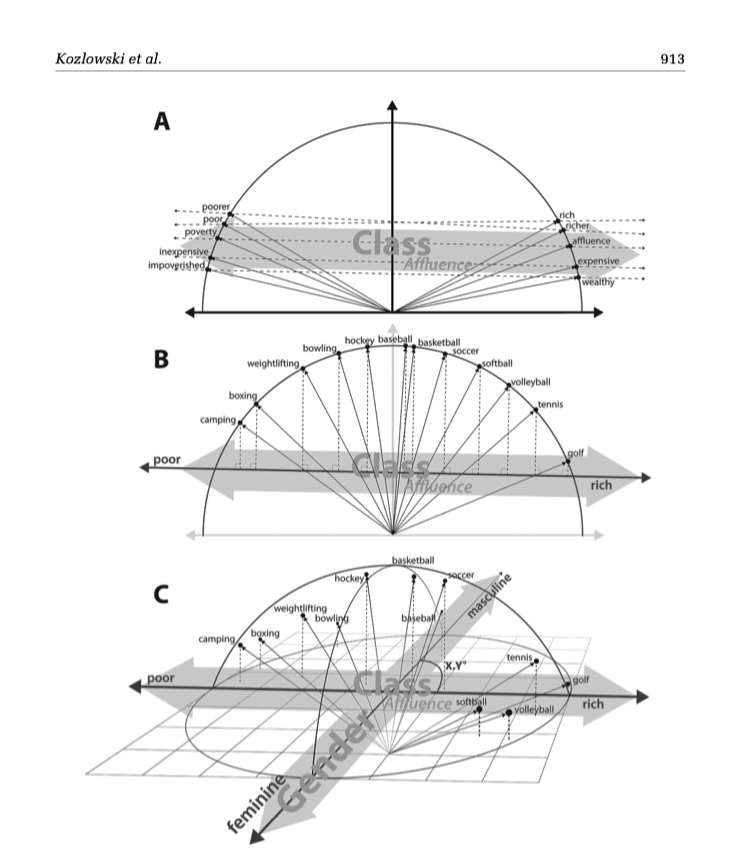 Kozlowski et al. 913
A
poorer
poor
poverty
inexpensive
impoverished
rich
richer
affluence
expensive
wealthy
Class
Affluence
B
camping
boxing
weightlifting
bowling
hockey
baseball
basketball
soccer
softball
volleyball
tennis
golf
poor
Class
Affluence
rich
C
camping
boxing
weightlifting
bowling
hockey
basketball
soccer
baseball
masculine
X,Y°
tennis
golf
poor
Class
Affluence
softball
volleyball
rich
Gender
feminine